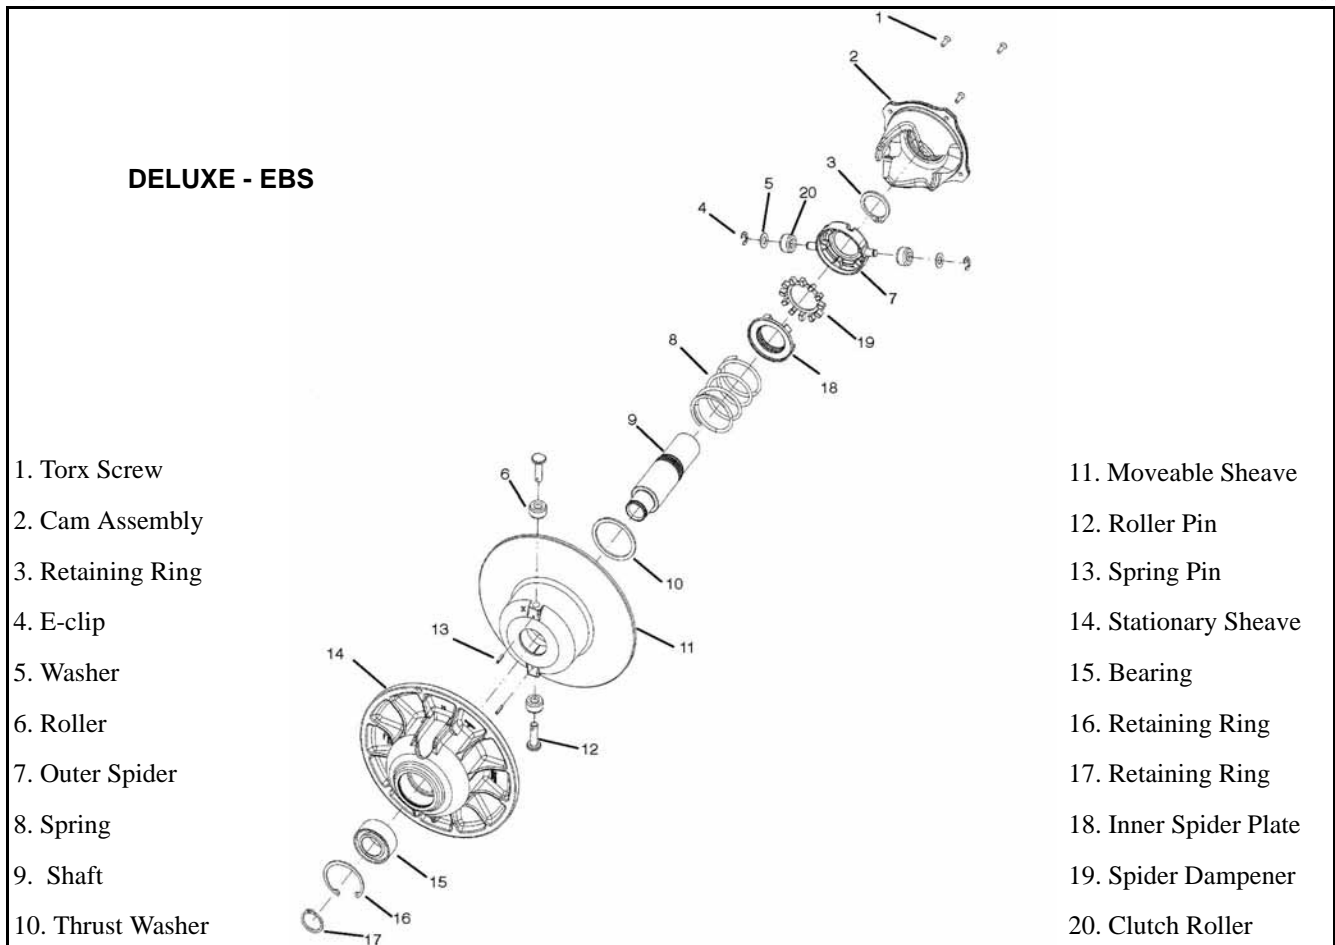 DELUXE - EBS
1
2
3
4
5
20
7
19
18
8
9
6
10
11
13
14
12
15
16
17
1. Torx Screw
2. Cam Assembly
3. Retaining Ring
4. E-clip
5. Washer
6. Roller
7. Outer Spider
8. Spring
9. Shaft
10. Thrust Washer
11. Moveable Sheave
12. Roller Pin
13. Spring Pin
14. Stationary Sheave
15. Bearing
16. Retaining Ring
17. Retaining Ring
18. Inner Spider Plate
19. Spider Dampener
20. Clutch Roller